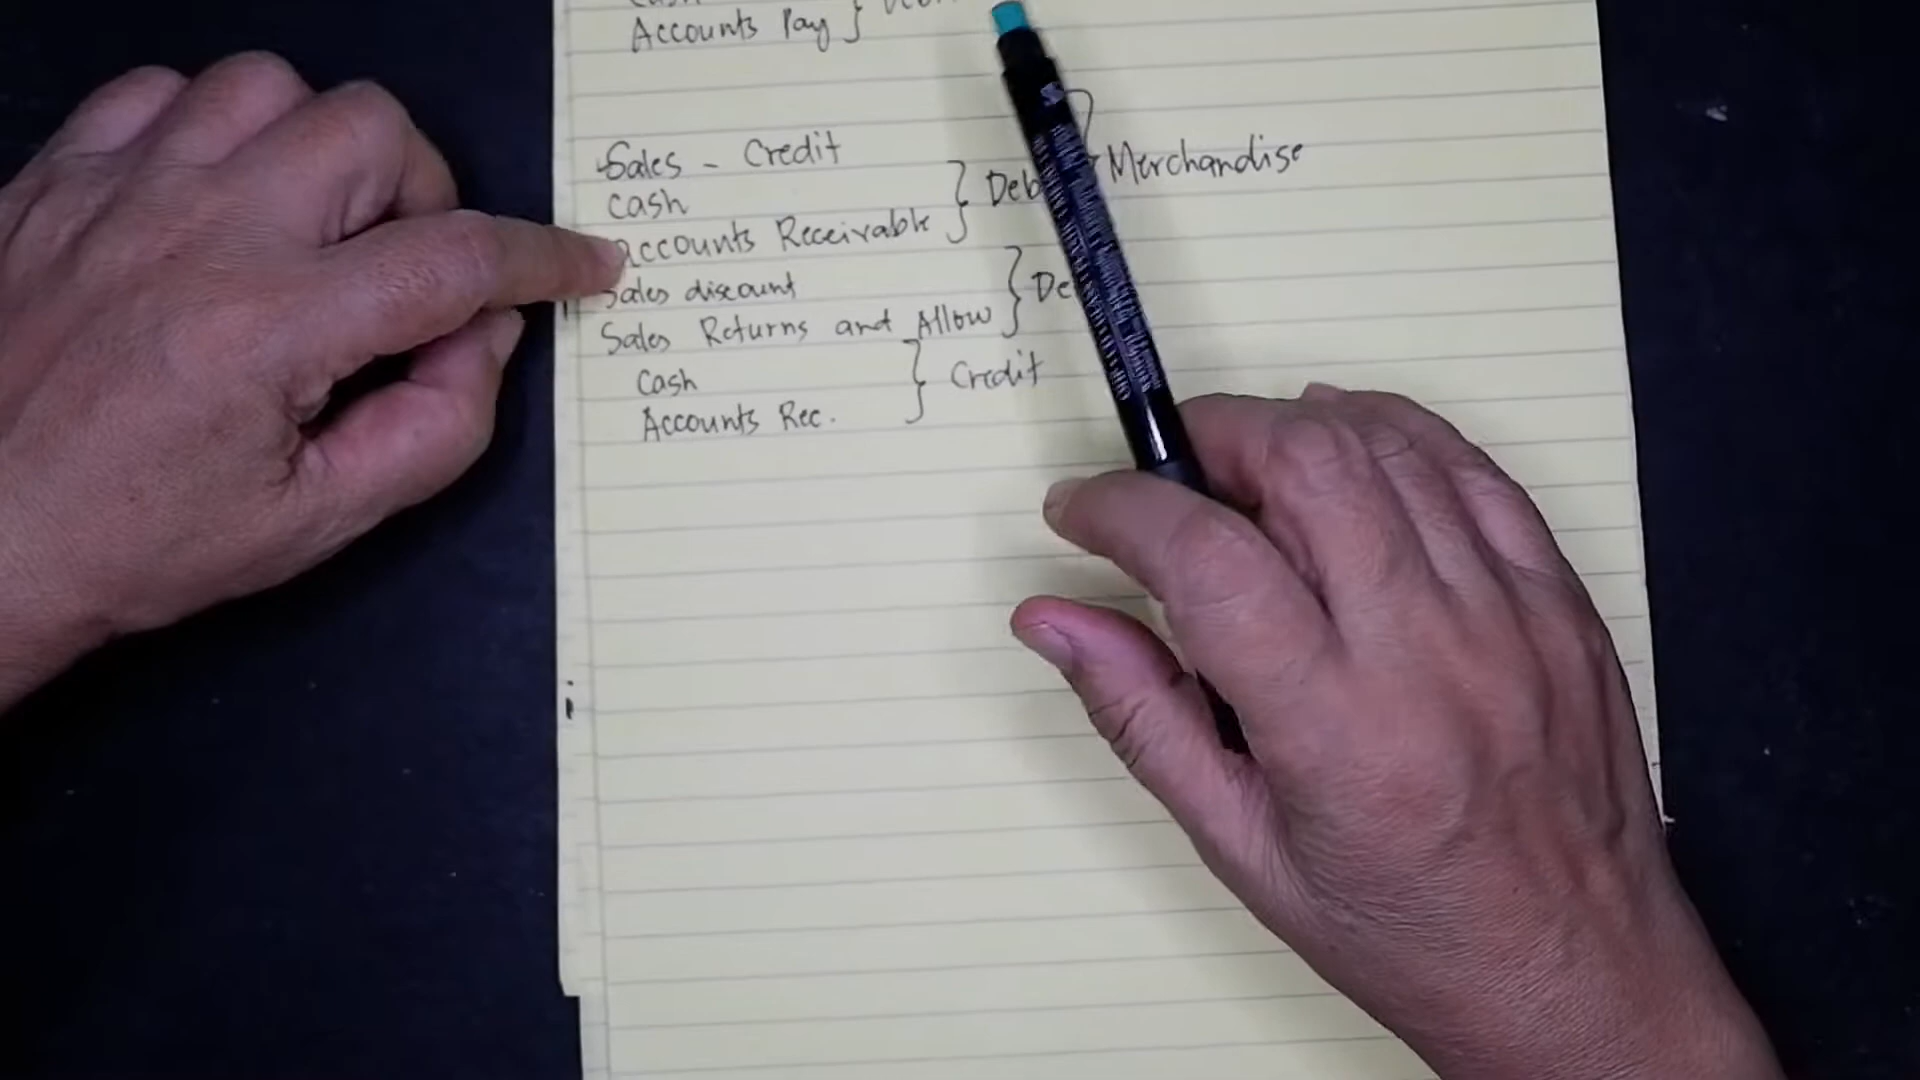 Accounts Pay }
Sales - Credit
Cash
Accounts Receivable } Merchandise
Sales discount
Sales Returns and Allow }
Cash
Accounts Rec. } Credit